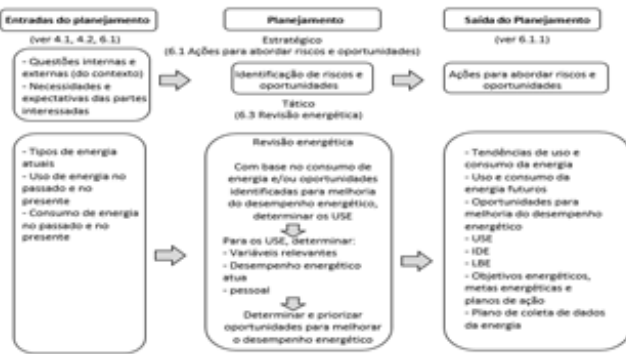 Entradas do planejamento
(ver 4.1, 4.2, 6.1)
- Questões internas e
externas (do contexto)
- Necessidades e
expectativas das partes
interessadas
- Tipos de energia
atuais
- Uso de energia no
passado e no
presente
- Consumo de energia
no passado e no
presente
Planejamento
Estratégico
(6.1 Ações para abordar riscos e oportunidades)
Identificação de riscos e
oportunidades
Tático
(6.3 Revisão energética)
Revisão energética
Com base no consumo de
energia e/ou oportunidades
identificadas para melhoria
do desempenho energético,
determinar os USE
Para os USE, determinar:
- Variáveis relevantes
- Desempenho energético
atua
- pessoal
Determinar e priorizar
oportunidades para melhorar
o desempenho energético
Saída do Planejamento
(ver 6.1.1)
Ações para abordar riscos e
oportunidades
- Tendências de uso e
consumo da energia
- Uso e consumo da
energia futuros
- Oportunidades para
melhoria do desempenho
energético
- USE
- IDE
- LBE
- Objetivos energéticos,
metas energéticas e
planos de ação
- Plano de coleta de dados
da energia